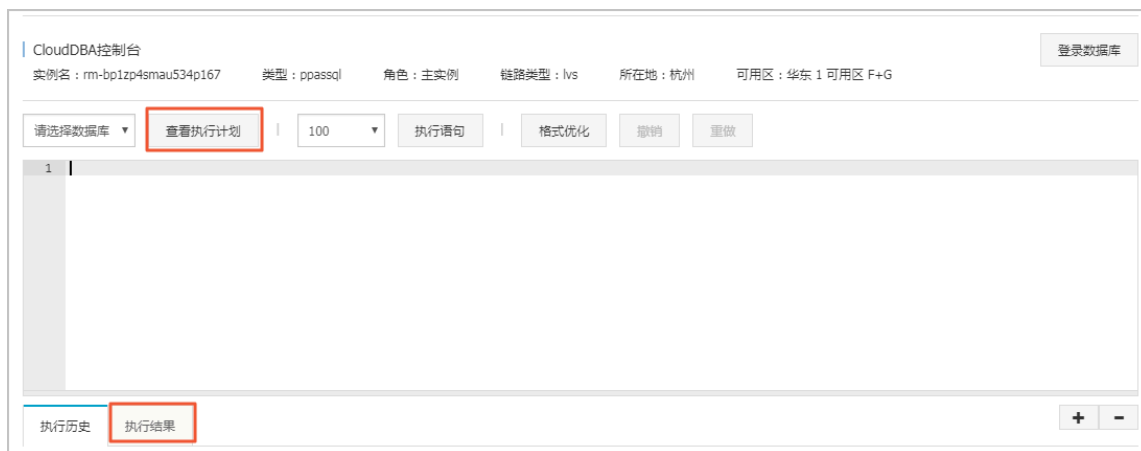 CloudDBA控制台
登录数据库
实例名：rm-bp1zp4smau534p167 类型：ppassql 角色：主实例 链路类型：lvs 所在地：杭州 可用区：华东 1 可用区 F+G
请选择数据库 查看执行计划 100 执行语句 格式优化 撤销 重做
1
执行历史 执行结果 + -